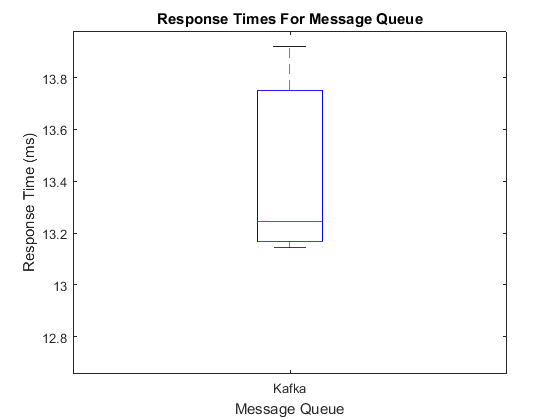 Response Times For Message Queue
Response Time (ms)
13.8
13.6
13.4
13.2
13
12.8
Kafka
Message Queue